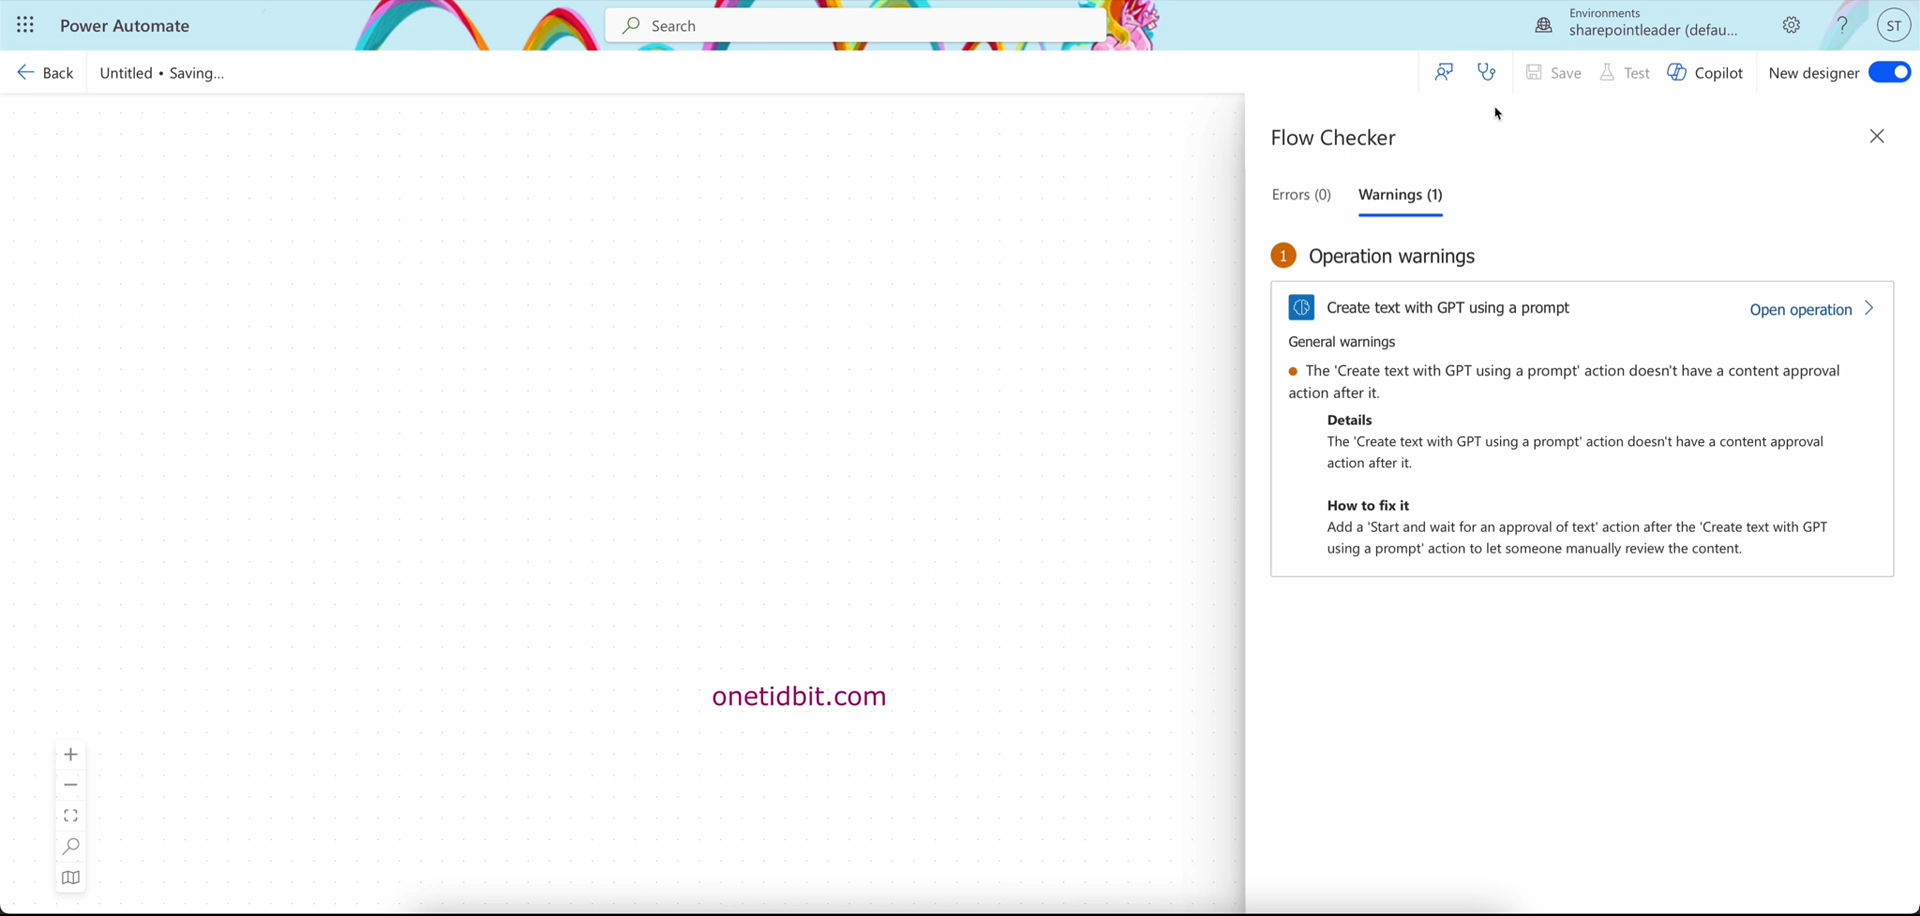 Power Automate
Search
Environments
sharepointleader (defau...
?
ST
Back
Untitled • Saving...
Save
Test
Copilot
New designer
Flow Checker
Errors (0)
Warnings (1)
1 Operation warnings
Create text with GPT using a prompt
Open operation
General warnings
The 'Create text with GPT using a prompt' action doesn't have a content approval
action after it.
Details
The 'Create text with GPT using a prompt' action doesn't have a content approval
action after it.
How to fix it
Add a 'Start and wait for an approval of text' action after the 'Create text with GPT
using a prompt' action to let someone manually review the content.
onetidbit.com